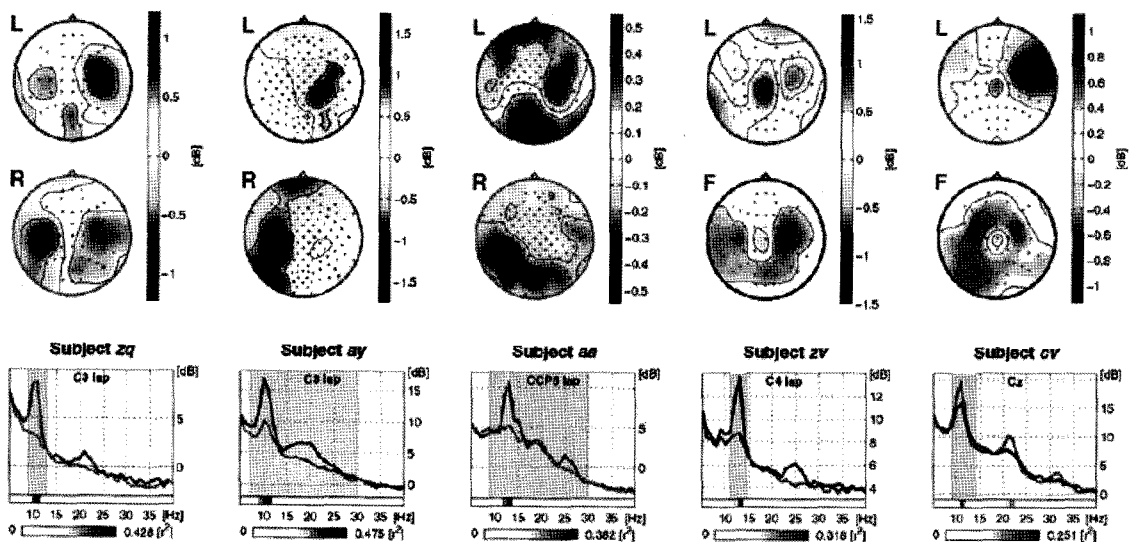 L L L L L
R R R F F
1 0.5 0 −0.5 −1 [dB]
1.5 1 0.5 0 −0.5 −1 −1.5 [dB]
0.5 0.4 0.3 0.2 0.1 0 −0.1 −0.2 −0.3 −0.4 −0.5 [dB]
1.5 1 0.5 0 −0.5 −1 −1.5 [dB]
1 0.8 0.6 0.4 0.2 0 −0.2 −0.4 −0.6 −0.8 −1 [dB]
Subject zq Subject ay Subject aa Subject zv Subject cv
C3 lap [dB] 5 0
C3 lap [dB] 15 10 5 0
CCP5 lap [dB] 10 5 0
C4 lap [dB] 12 10 8 6 4
Cz [dB] 15 10 5 0
10 15 20 25 30 35 [Hz] 10 15 20 25 30 35 [Hz] 10 15 20 25 30 35 [Hz] 10 15 20 25 30 35 [Hz] 10 15 20 25 30 35 [Hz]
0 0.428 [r²] 0 0.475 [r²] 0 0.382 [r²] 0 0.318 [r²] 0 0.251 [r²]